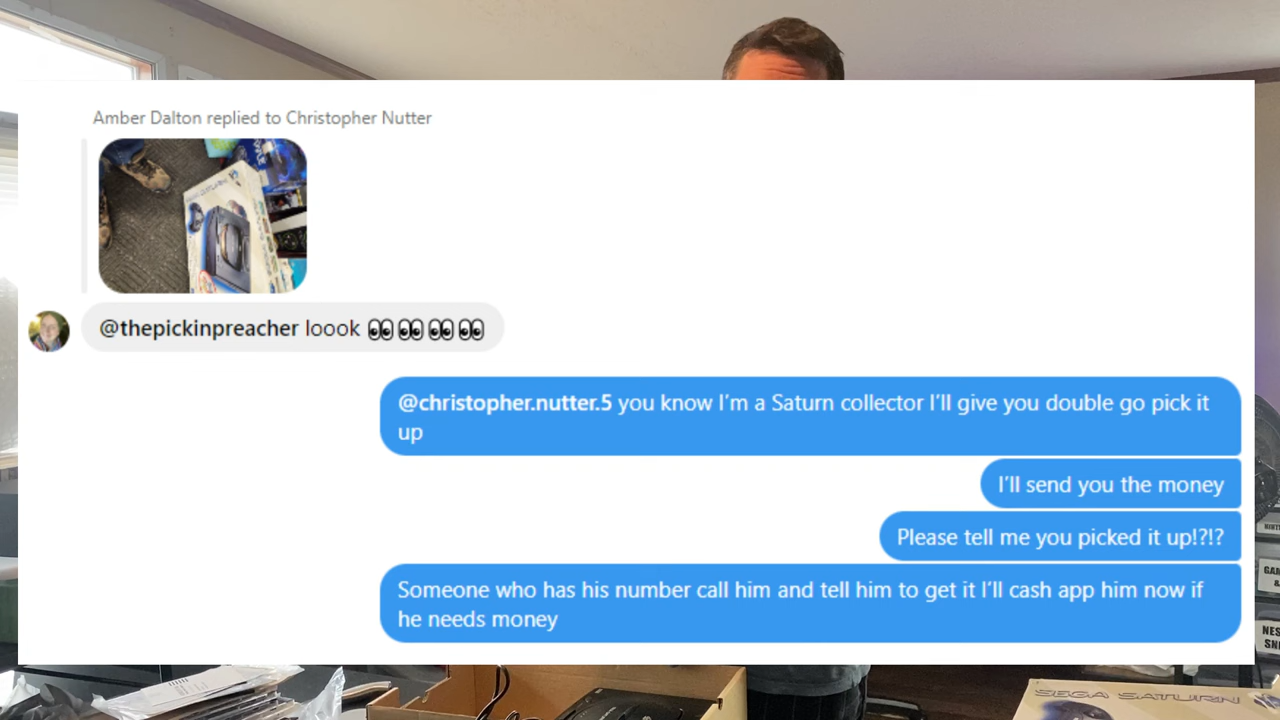 Amber Dalton replied to Christopher Nutter
@thepickinpreacher loook 👀👀👀👀
@christopher.nutter.5 you know I'm a Saturn collector I'll give you double go pick it
up
I'll send you the money
Please tell me you picked it up!?!?
Someone who has his number call him and tell him to get it I'll cash app him now if
he needs money
NES
SEGA SATURN